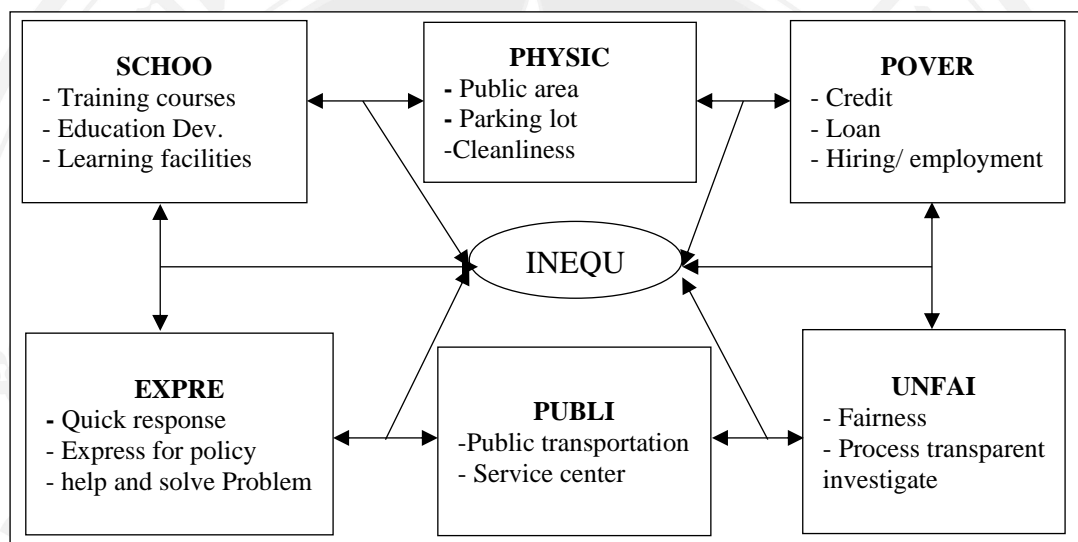 SCHOO
- Training courses
- Education Dev.
- Learning facilities
PHYSIC
- Public area
- Parking lot
-Cleanliness
POVER
- Credit
- Loan
- Hiring/ employment
INEQU
EXPRE
- Quick response
- Express for policy
- help and solve Problem
PUBLI
-Public transportation
- Service center
UNFAI
- Fairness
- Process transparent
investigate